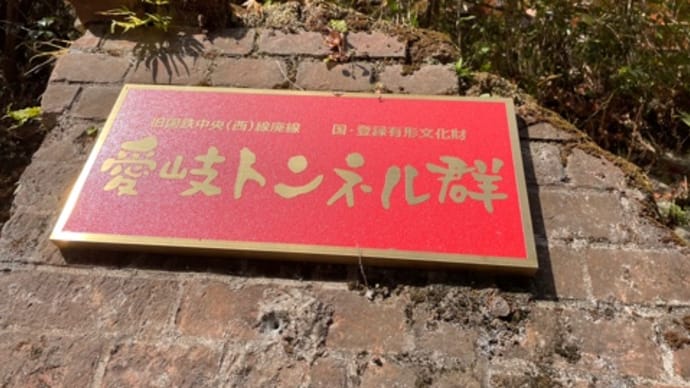 旧国鉄中央(西)線廃線 国・登録有形文化財
愛岐トンネル群